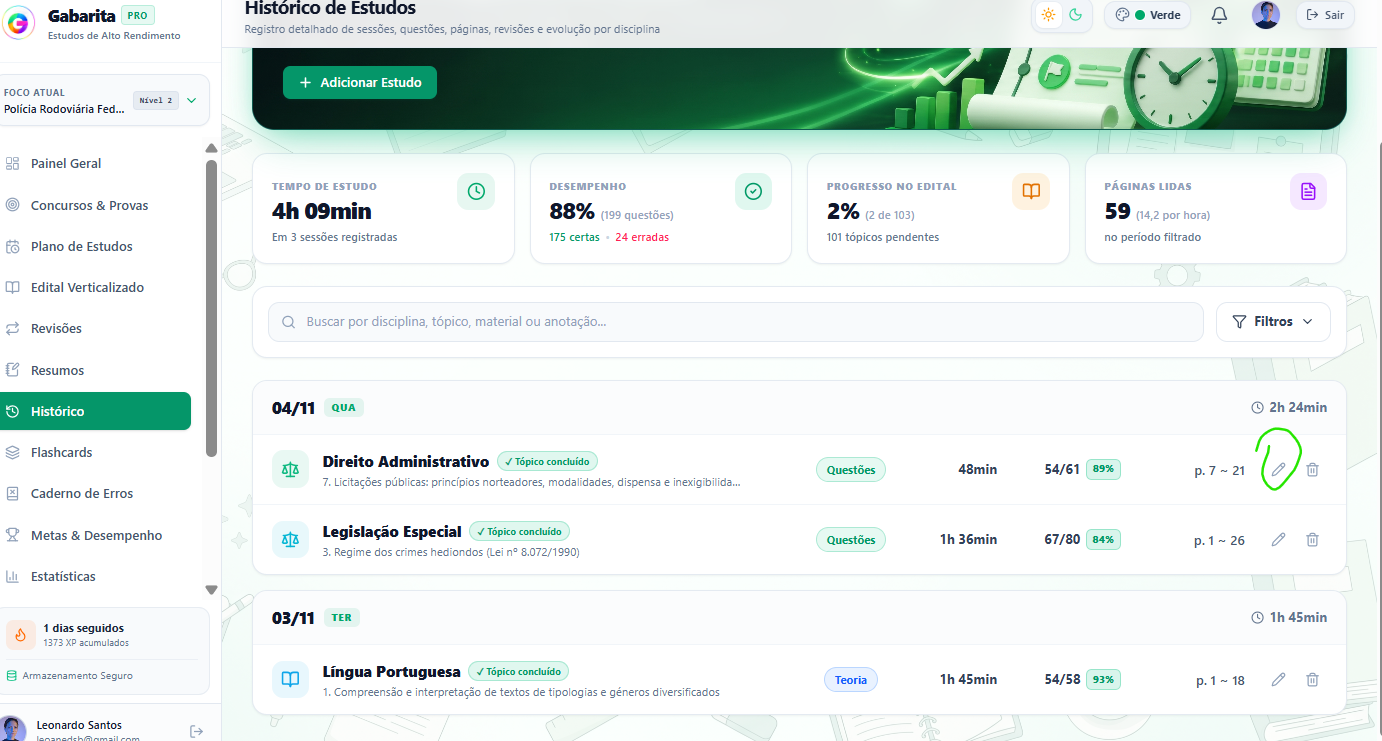 Gabarita PRO
Estudos de Alto Rendimento
FOCO ATUAL
Polícia Rodoviária Fed... Nível 2
Painel Geral
Concursos & Provas
Plano de Estudos
Edital Verticalizado
Revisões
Resumos
Histórico
Flashcards
Caderno de Erros
Metas & Desempenho
Estatísticas
1 dias seguidos
1373 XP acumulados
Armazenamento Seguro
Leonardo Santos
leoanedsb@gmail.com
Histórico de Estudos
Registro detalhado de sessões, questões, páginas, revisões e evolução por disciplina
Verde
Sair
+ Adicionar Estudo
TEMPO DE ESTUDO
4h 09min
Em 3 sessões registradas
DESEMPENHO
88% (199 questões)
175 certas • 24 erradas
PROGRESSO NO EDITAL
2% (2 de 103)
101 tópicos pendentes
PÁGINAS LIDAS
59 (14,2 por hora)
no período filtrado
Buscar por disciplina, tópico, material ou anotação...
Filtros
04/11 QUA 2h 24min
Direito Administrativo ✓ Tópico concluído
7. Licitações públicas: princípios norteadores, modalidades, dispensa e inexigibilida...
Questões 48min 54/61 89% p. 7 ~ 21
Legislação Especial ✓ Tópico concluído
3. Regime dos crimes hediondos (Lei nº 8.072/1990)
Questões 1h 36min 67/80 84% p. 1 ~ 26
03/11 TER 1h 45min
Língua Portuguesa ✓ Tópico concluído
1. Compreensão e interpretação de textos de tipologias e géneros diversificados
Teoria 1h 45min 54/58 93% p. 1 ~ 18